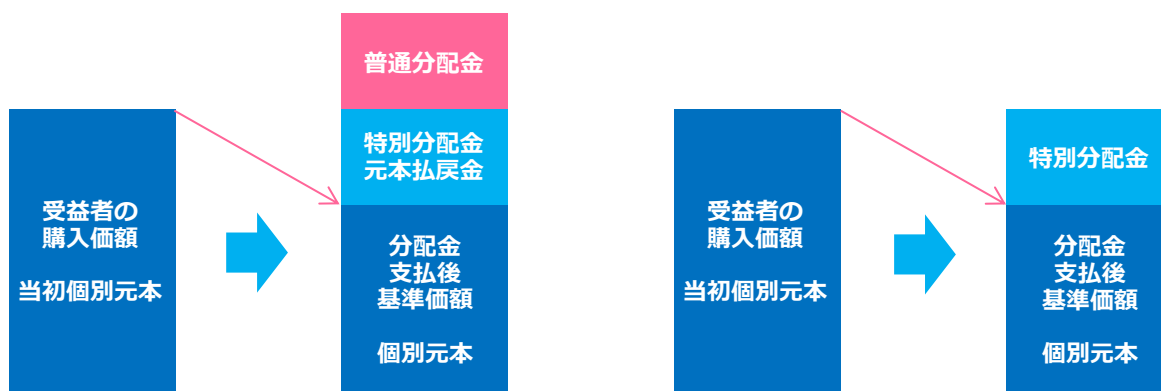 普通分配金
特別分配金
元本払戻金
受益者の
購入価額
当初個別元本
分配金
支払後
基準価額
個別元本
特別分配金
受益者の
購入価額
当初個別元本
分配金
支払後
基準価額
個別元本